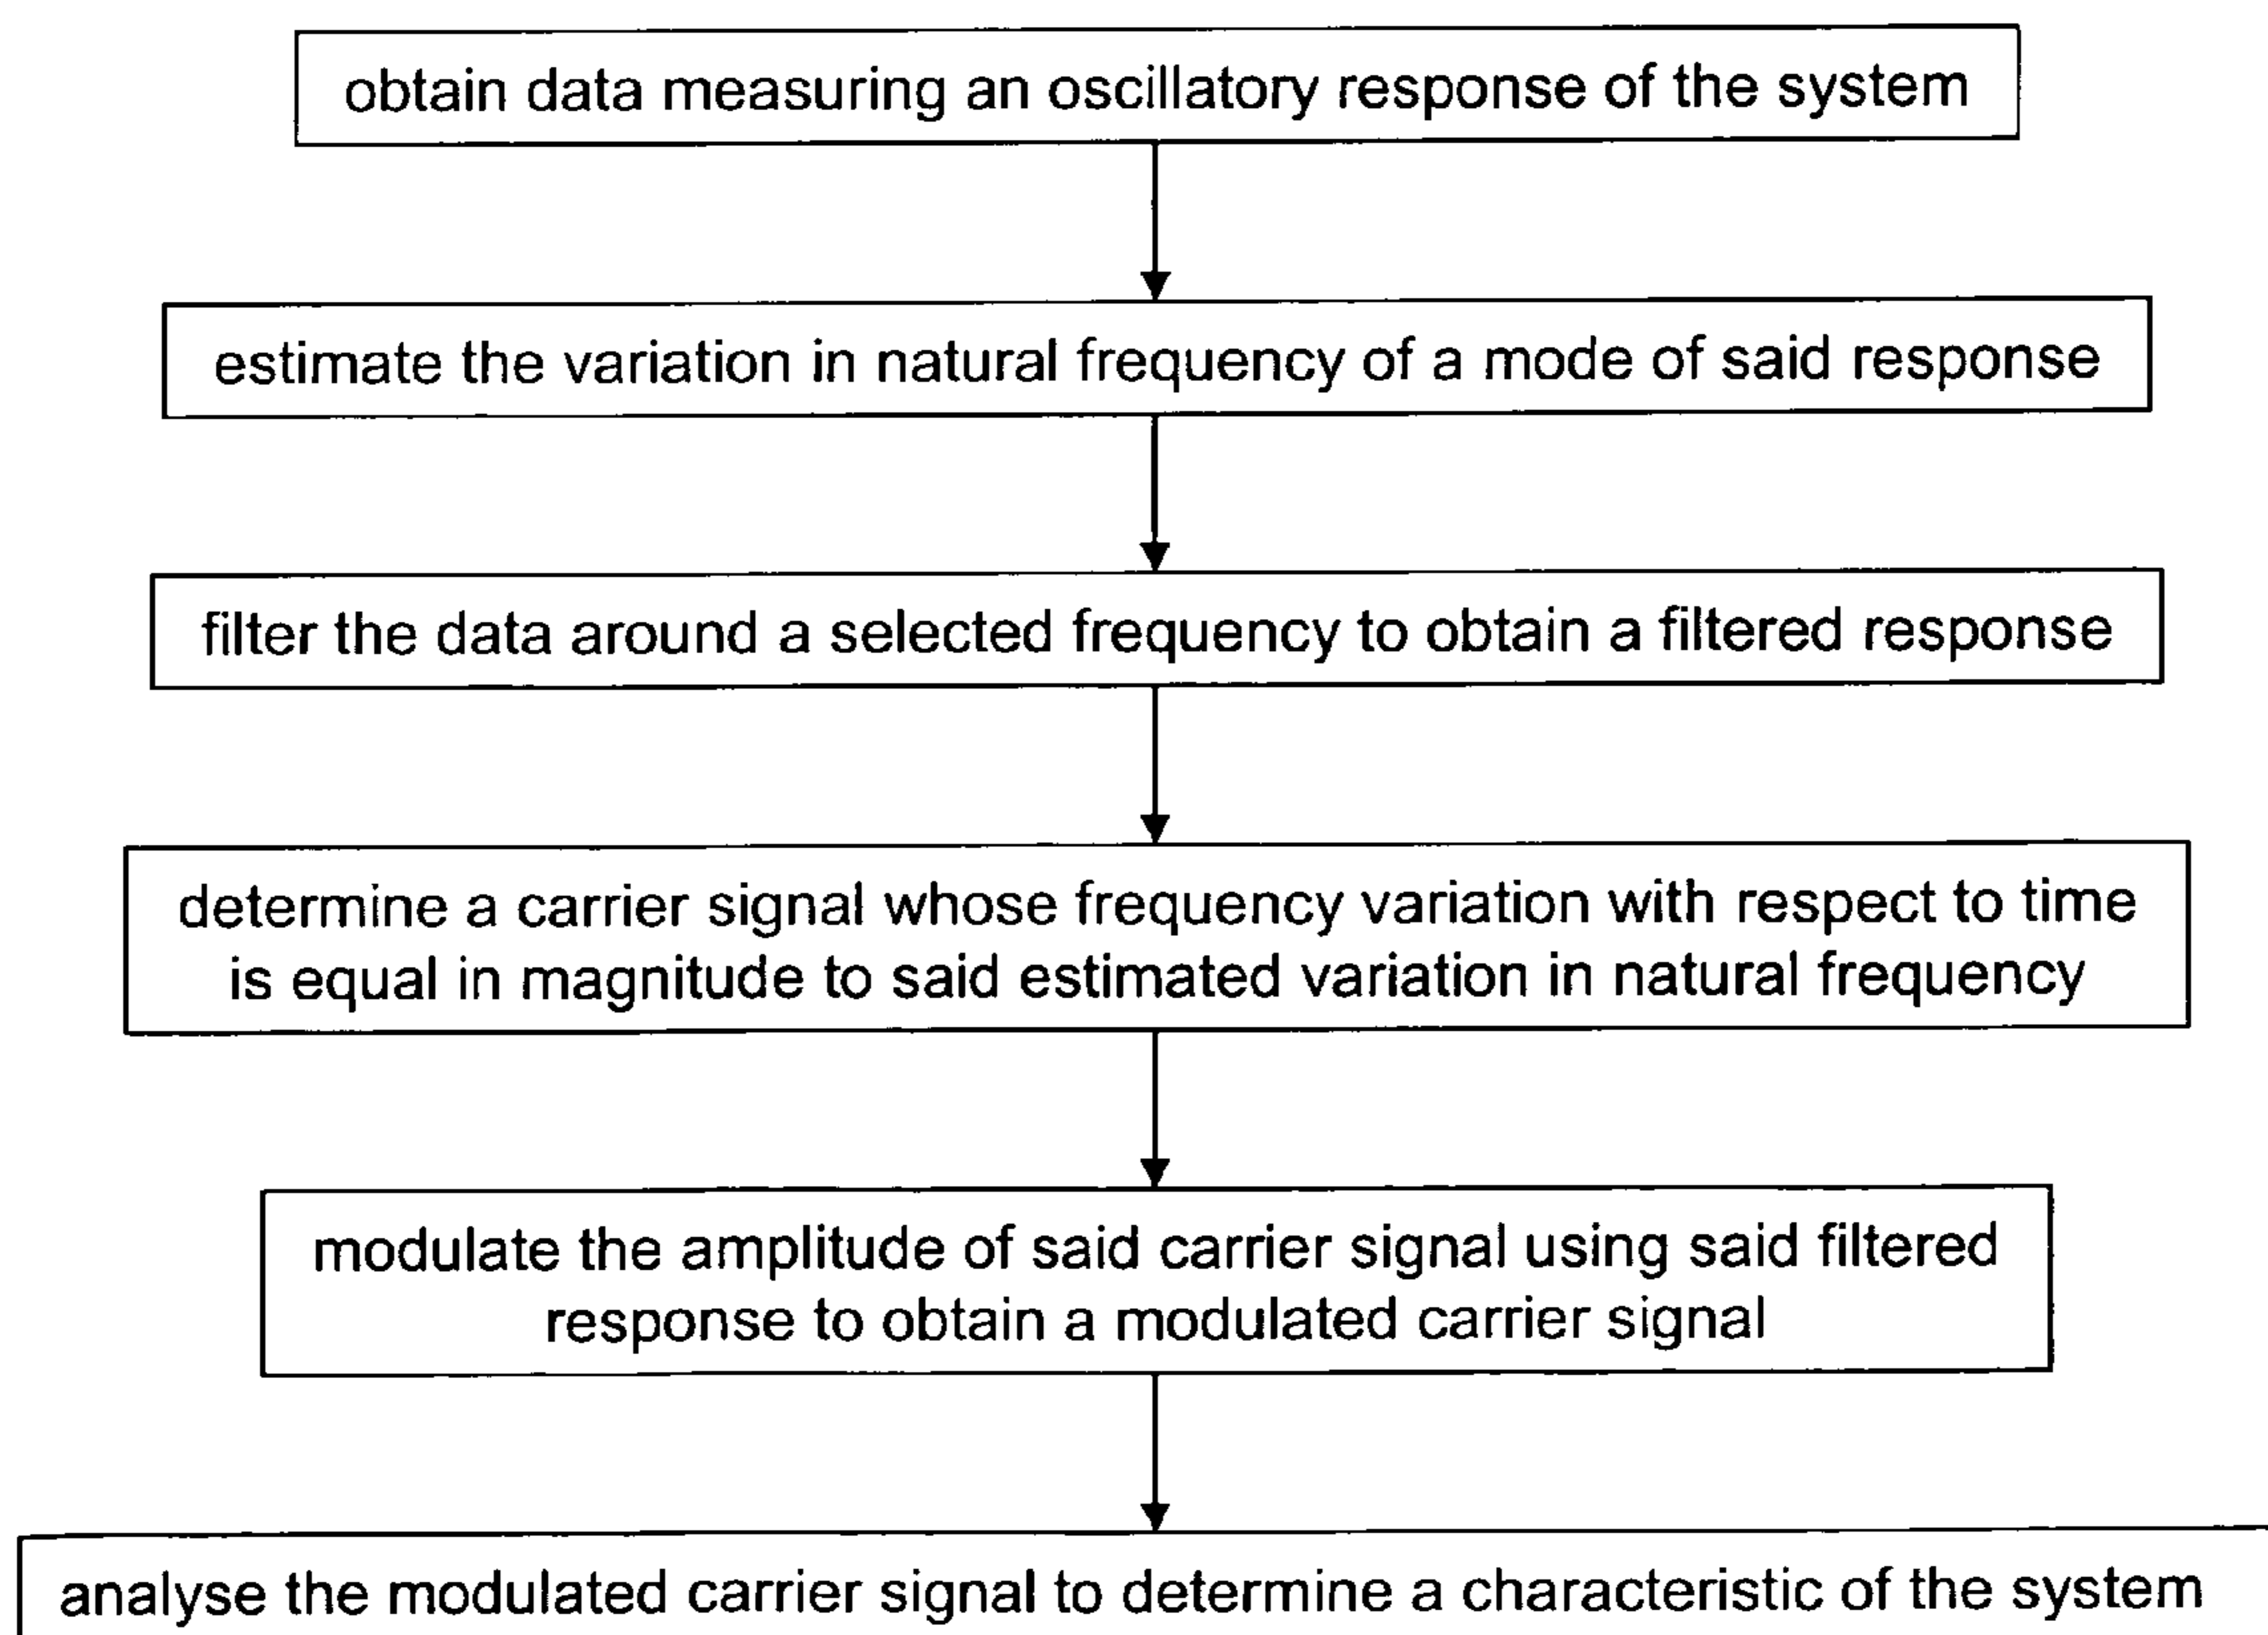 obtain data measuring an oscillatory response of the system
estimate the variation in natural frequency of a mode of said response
filter the data around a selected frequency to obtain a filtered response
determine a carrier signal whose frequency variation with respect to time
is equal in magnitude to said estimated variation in natural frequency
modulate the amplitude of said carrier signal using said filtered
response to obtain a modulated carrier signal
analyse the modulated carrier signal to determine a characteristic of the system